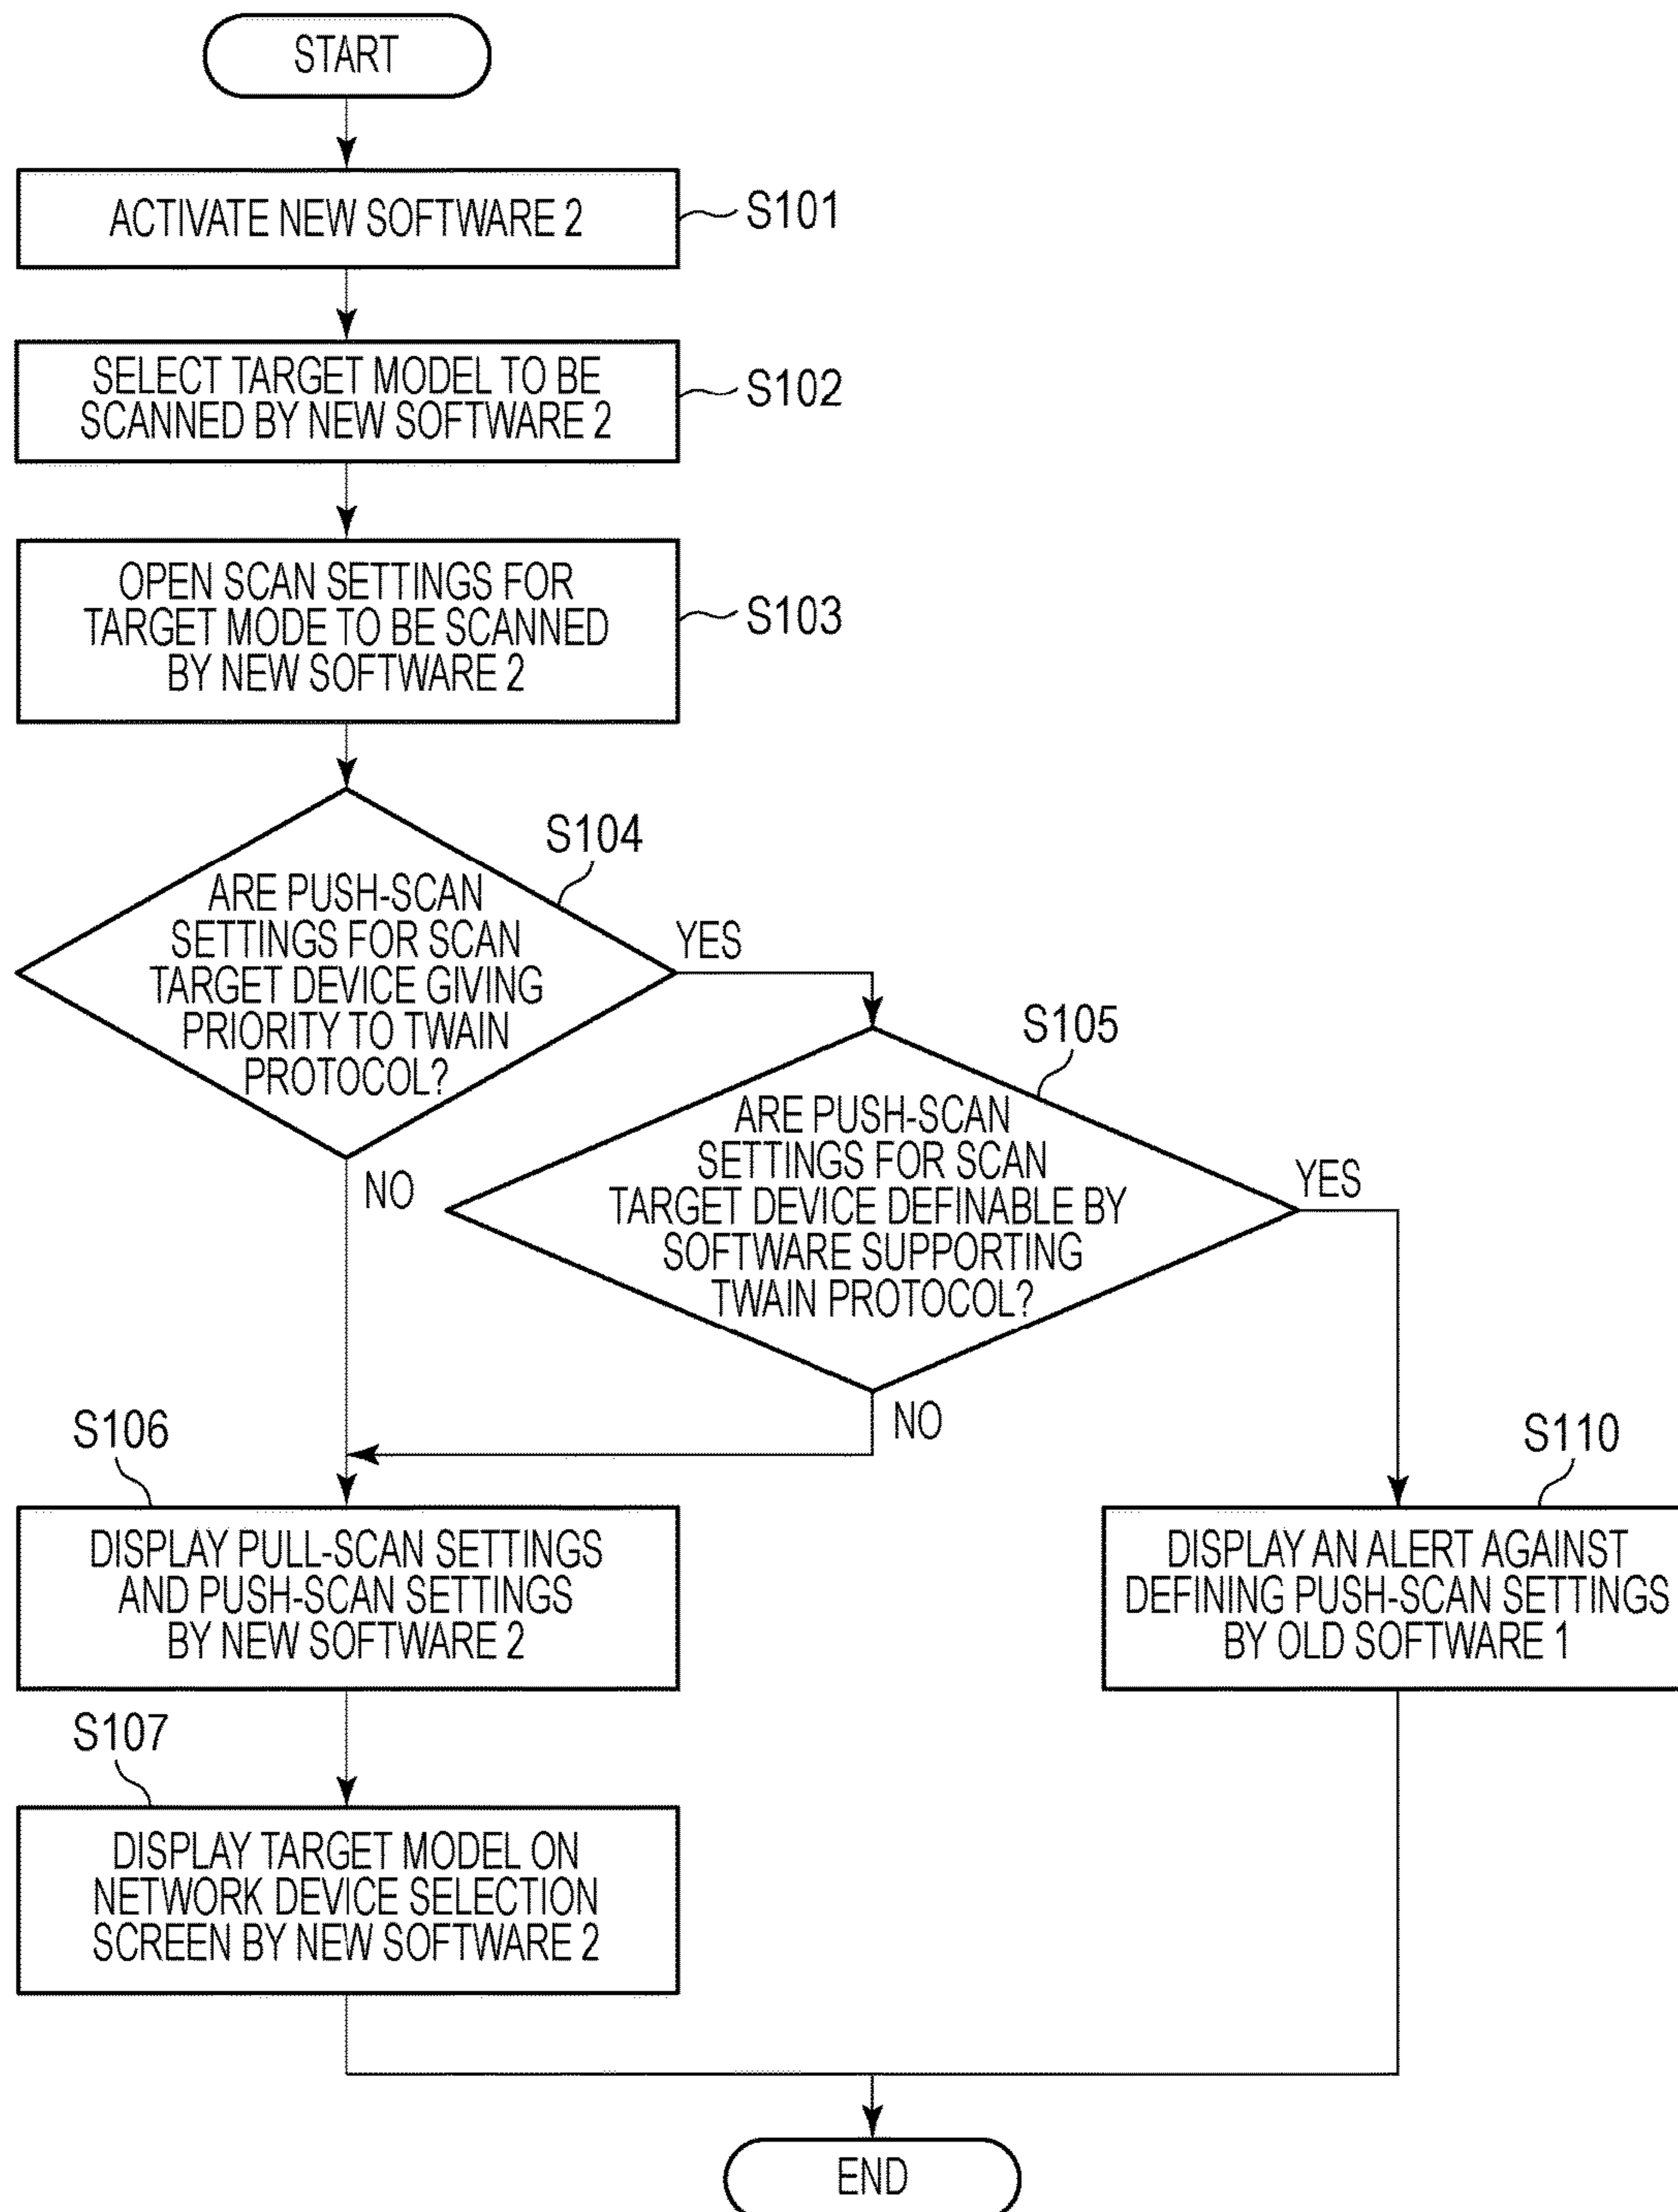 START
ACTIVATE NEW SOFTWARE 2
S101
SELECT TARGET MODEL TO BE
SCANNED BY NEW SOFTWARE 2
S102
OPEN SCAN SETTINGS FOR
TARGET MODE TO BE SCANNED
BY NEW SOFTWARE 2
S103
S104
ARE PUSH-SCAN
SETTINGS FOR SCAN
TARGET DEVICE GIVING
PRIORITY TO TWAIN
PROTOCOL?
YES
NO
S105
ARE PUSH-SCAN
SETTINGS FOR SCAN
TARGET DEVICE DEFINABLE BY
SOFTWARE SUPPORTING
TWAIN PROTOCOL?
YES
NO
S106
DISPLAY PULL-SCAN SETTINGS
AND PUSH-SCAN SETTINGS
BY NEW SOFTWARE 2
S110
DISPLAY AN ALERT AGAINST
DEFINING PUSH-SCAN SETTINGS
BY OLD SOFTWARE 1
S107
DISPLAY TARGET MODEL ON
NETWORK DEVICE SELECTION
SCREEN BY NEW SOFTWARE 2
END